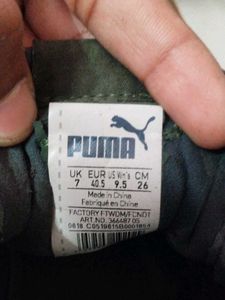 PUMA
UK EUR US Wn's CM
7 40.5 9.5 26
Made in China
Fabriqué en China
FACTORY FTWDM/FCNDT
ART.NO. 366487 05